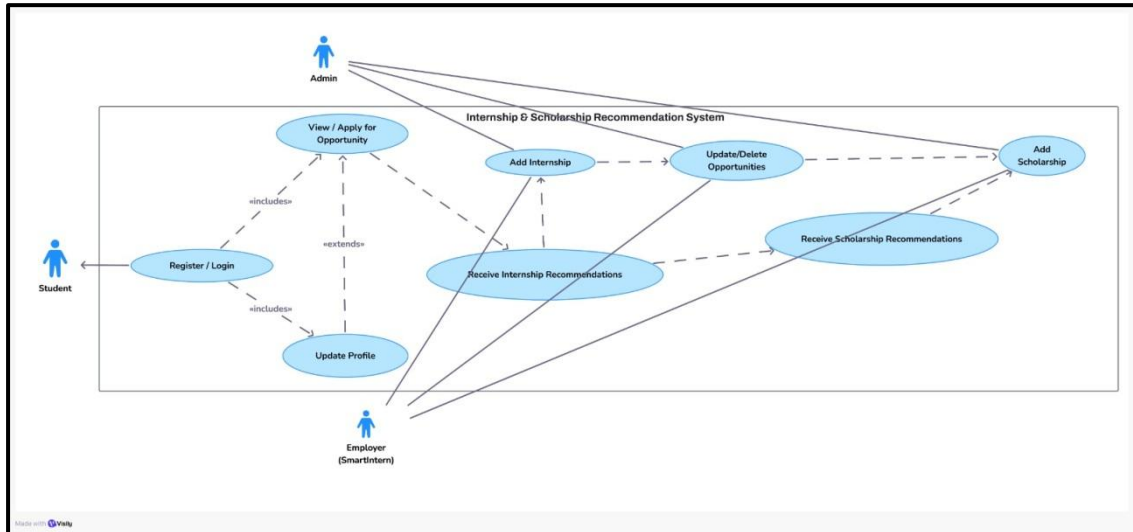 Admin
Internship & Scholarship Recommendation System
View / Apply for
Opportunity
Add Internship
Update/Delete
Opportunities
Add
Scholarship
«includes»
«extends»
Receive Scholarship Recommendations
Register / Login
Receive Internship Recommendations
Student
«includes»
Update Profile
Employer
(SmartIntern)
Made with Visily